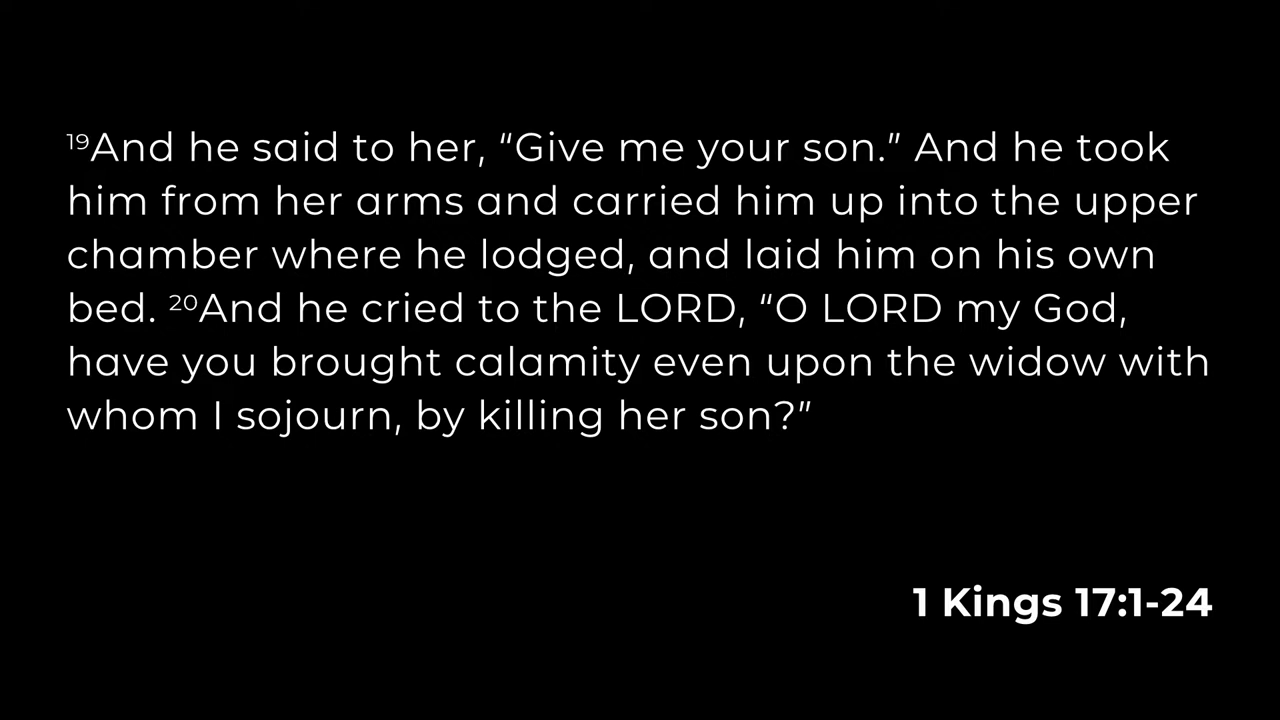 19And he said to her, “Give me your son.” And he took
him from her arms and carried him up into the upper
chamber where he lodged, and laid him on his own
bed. 20And he cried to the LORD, “O LORD my God,
have you brought calamity even upon the widow with
whom I sojourn, by killing her son?”
1 Kings 17:1-24